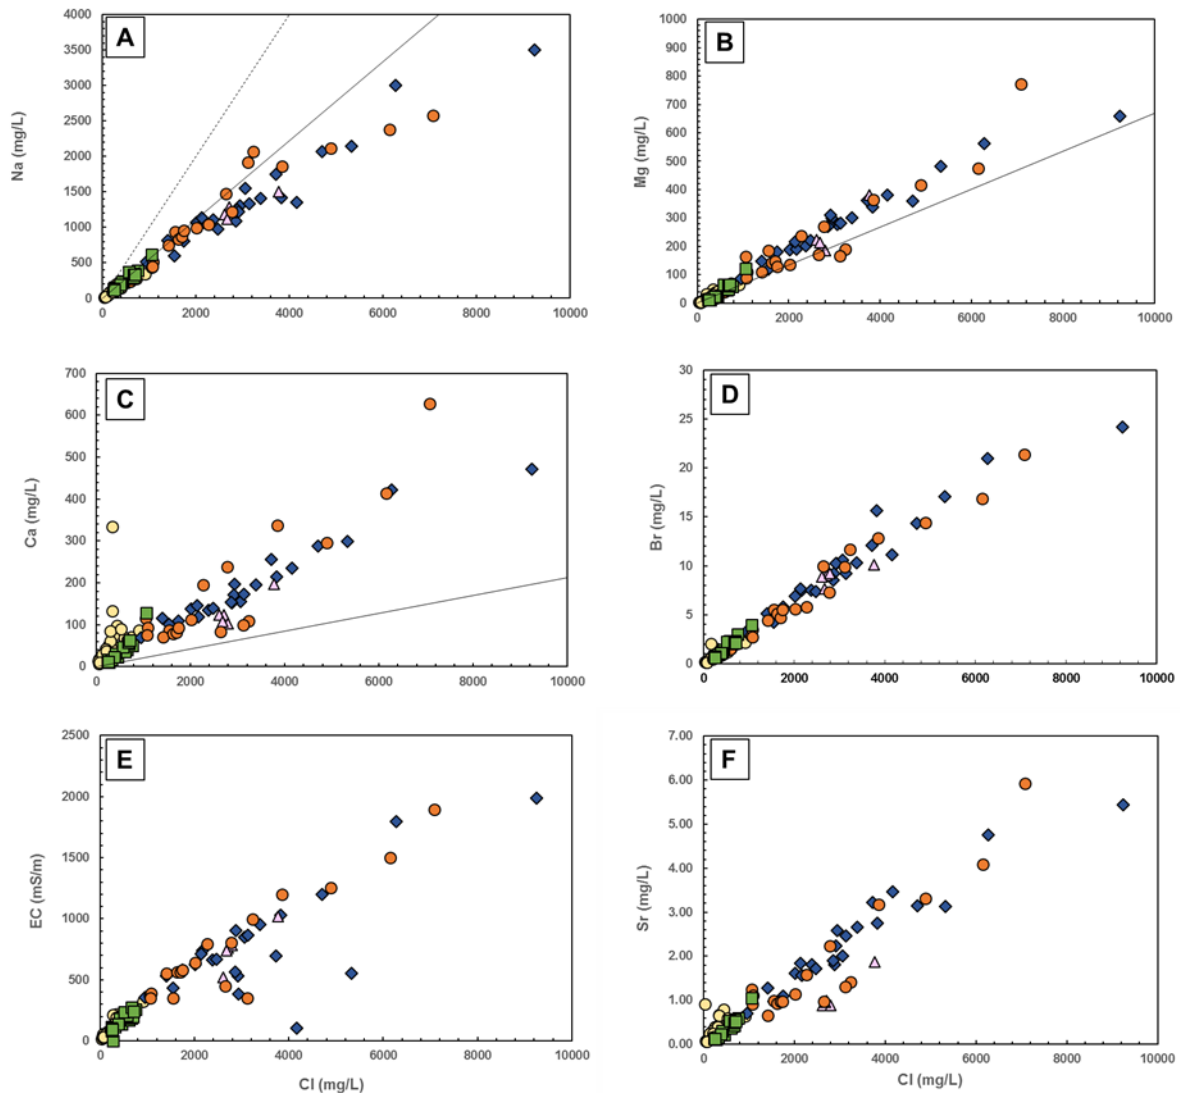 A
4000
3500
3000
2500
2000
1500
1000
500
0
Na (mg/L)
0 2000 4000 6000 8000 10000
B
1000
900
800
700
600
500
400
300
200
100
0
Mg (mg/L)
0 2000 4000 6000 8000 10000
C
700
600
500
400
300
200
100
0
Ca (mg/L)
0 2000 4000 6000 8000 10000
D
30
25
20
15
10
5
0
Br (mg/L)
0 2000 4000 6000 8000 10000
E
2500
2000
1500
1000
500
0
EC (mS/m)
0 2000 4000 6000 8000 10000
Cl (mg/L)
F
7.00
6.00
5.00
4.00
3.00
2.00
1.00
0.00
Sr (mg/L)
0 2000 4000 6000 8000 10000
Cl (mg/L)